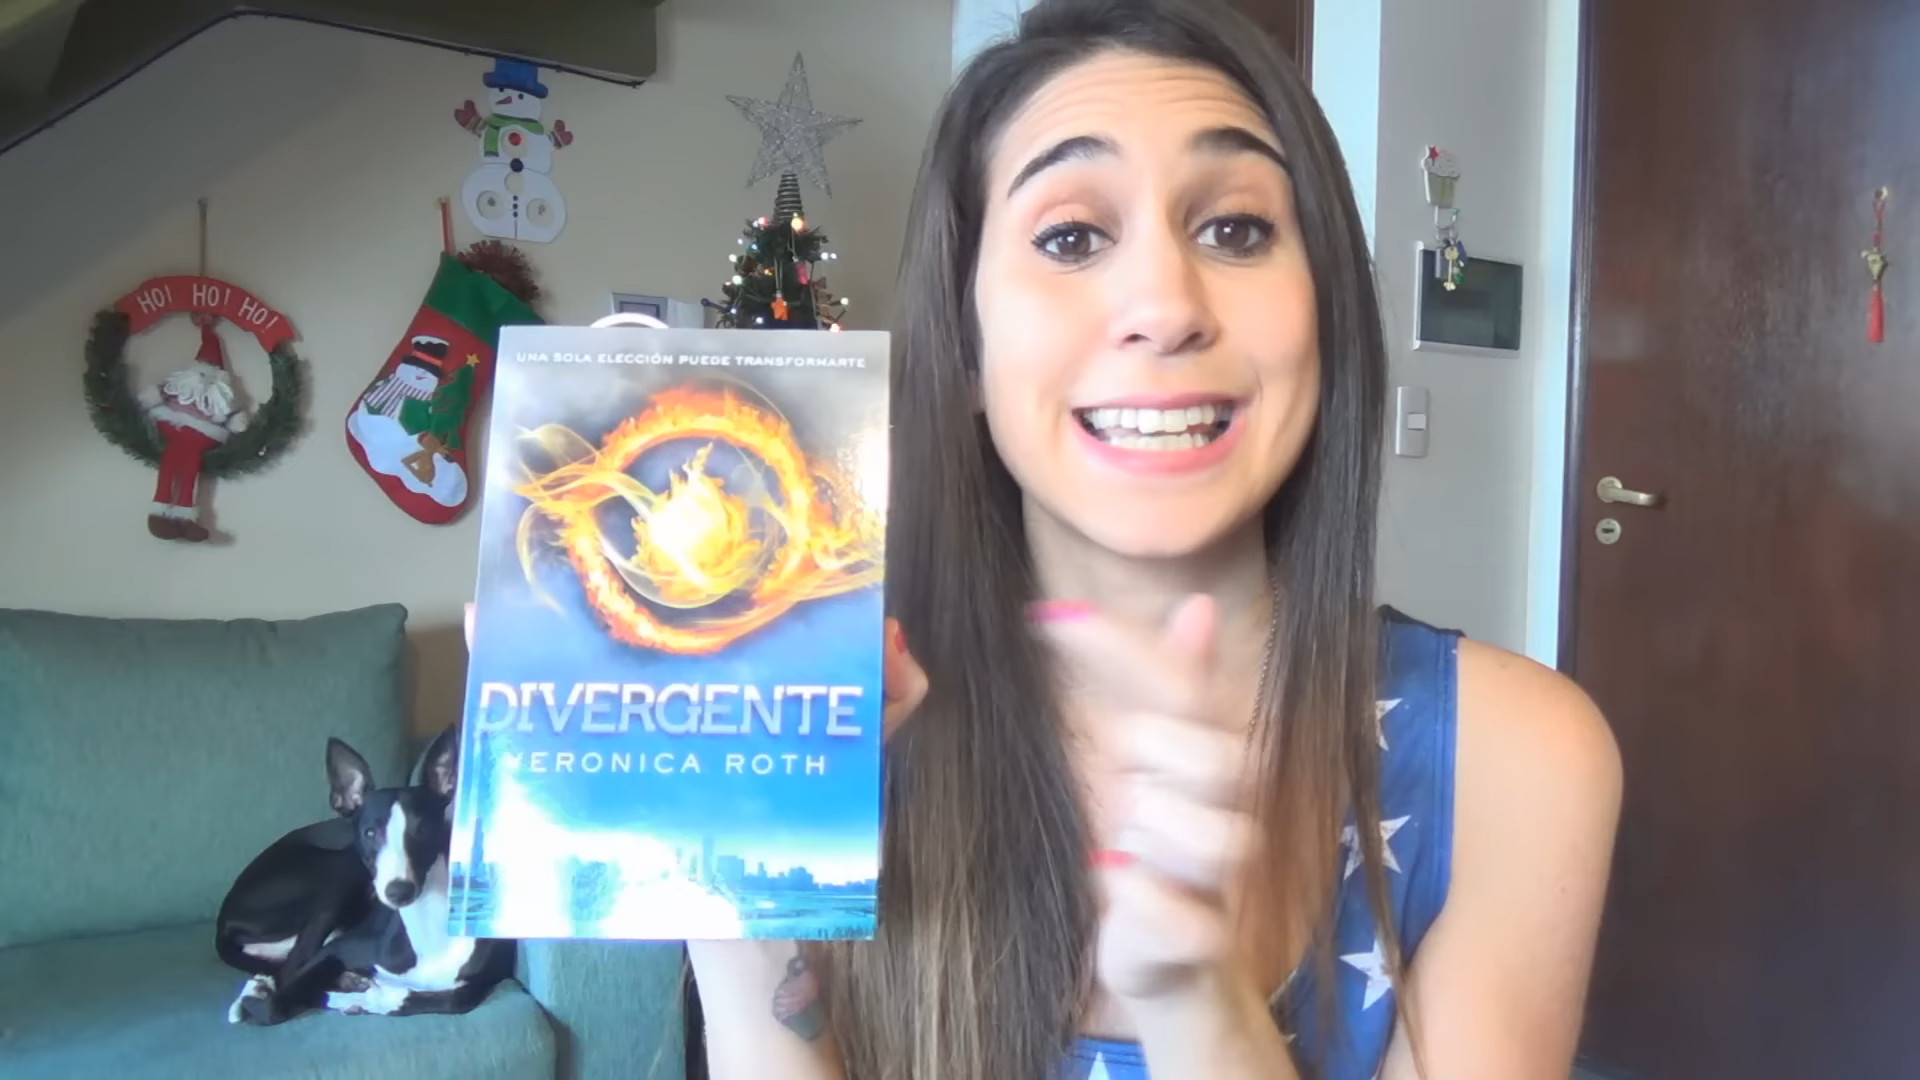 HO! HO! HO!
UNA SOLA ELECCIÓN PUEDE TRANSFORMARTE
DIVERGENTE
VERONICA ROTH